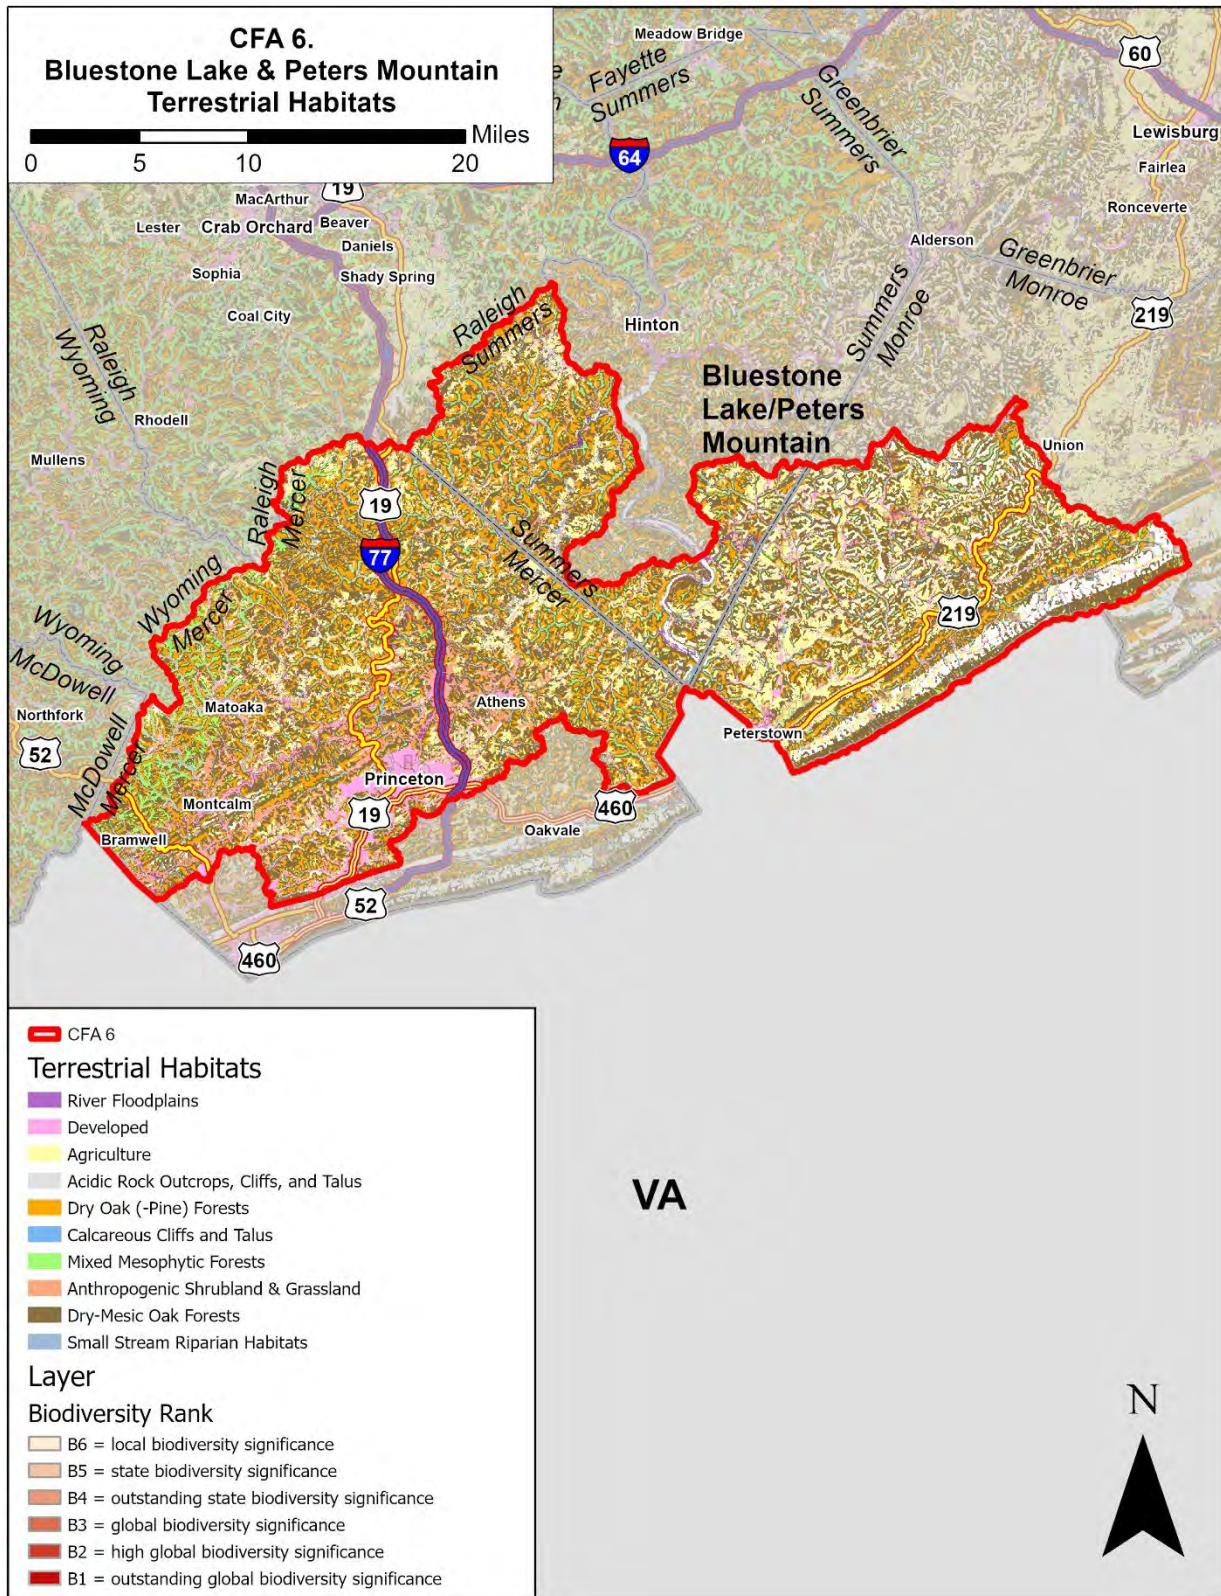 CFA 6.
Bluestone Lake & Peters Mountain
Terrestrial Habitats
Miles
0 5 10 20
Meadow Bridge
Fayette
Summers
Greenbrier
Summers
60
Lewisburg
Fairlea
Ronceverte
64
19
MacArthur
Lester
Crab Orchard
Beaver
Daniels
Sophia
Shady Spring
Coal City
Alderson
Greenbrier
Monroe
219
Raleigh
Wyoming
Raleigh
Summers
Hinton
Summers
Monroe
Bluestone
Lake/Peters
Mountain
Rhodell
Mullens
Union
Raleigh
Mercer
19
77
Summers
Mercer
Wyoming
Mercer
Wyoming
McDowell
219
Northfork
52
McDowell
Mercer
Matoaka
Athens
Peterstown
Princeton
Montcalm
19
460
Bramwell
Oakvale
52
460
VA
N
CFA 6
Terrestrial Habitats
River Floodplains
Developed
Agriculture
Acidic Rock Outcrops, Cliffs, and Talus
Dry Oak (-Pine) Forests
Calcareous Cliffs and Talus
Mixed Mesophytic Forests
Anthropogenic Shrubland & Grassland
Dry-Mesic Oak Forests
Small Stream Riparian Habitats
Layer
Biodiversity Rank
B6 = local biodiversity significance
B5 = state biodiversity significance
B4 = outstanding state biodiversity significance
B3 = global biodiversity significance
B2 = high global biodiversity significance
B1 = outstanding global biodiversity significance